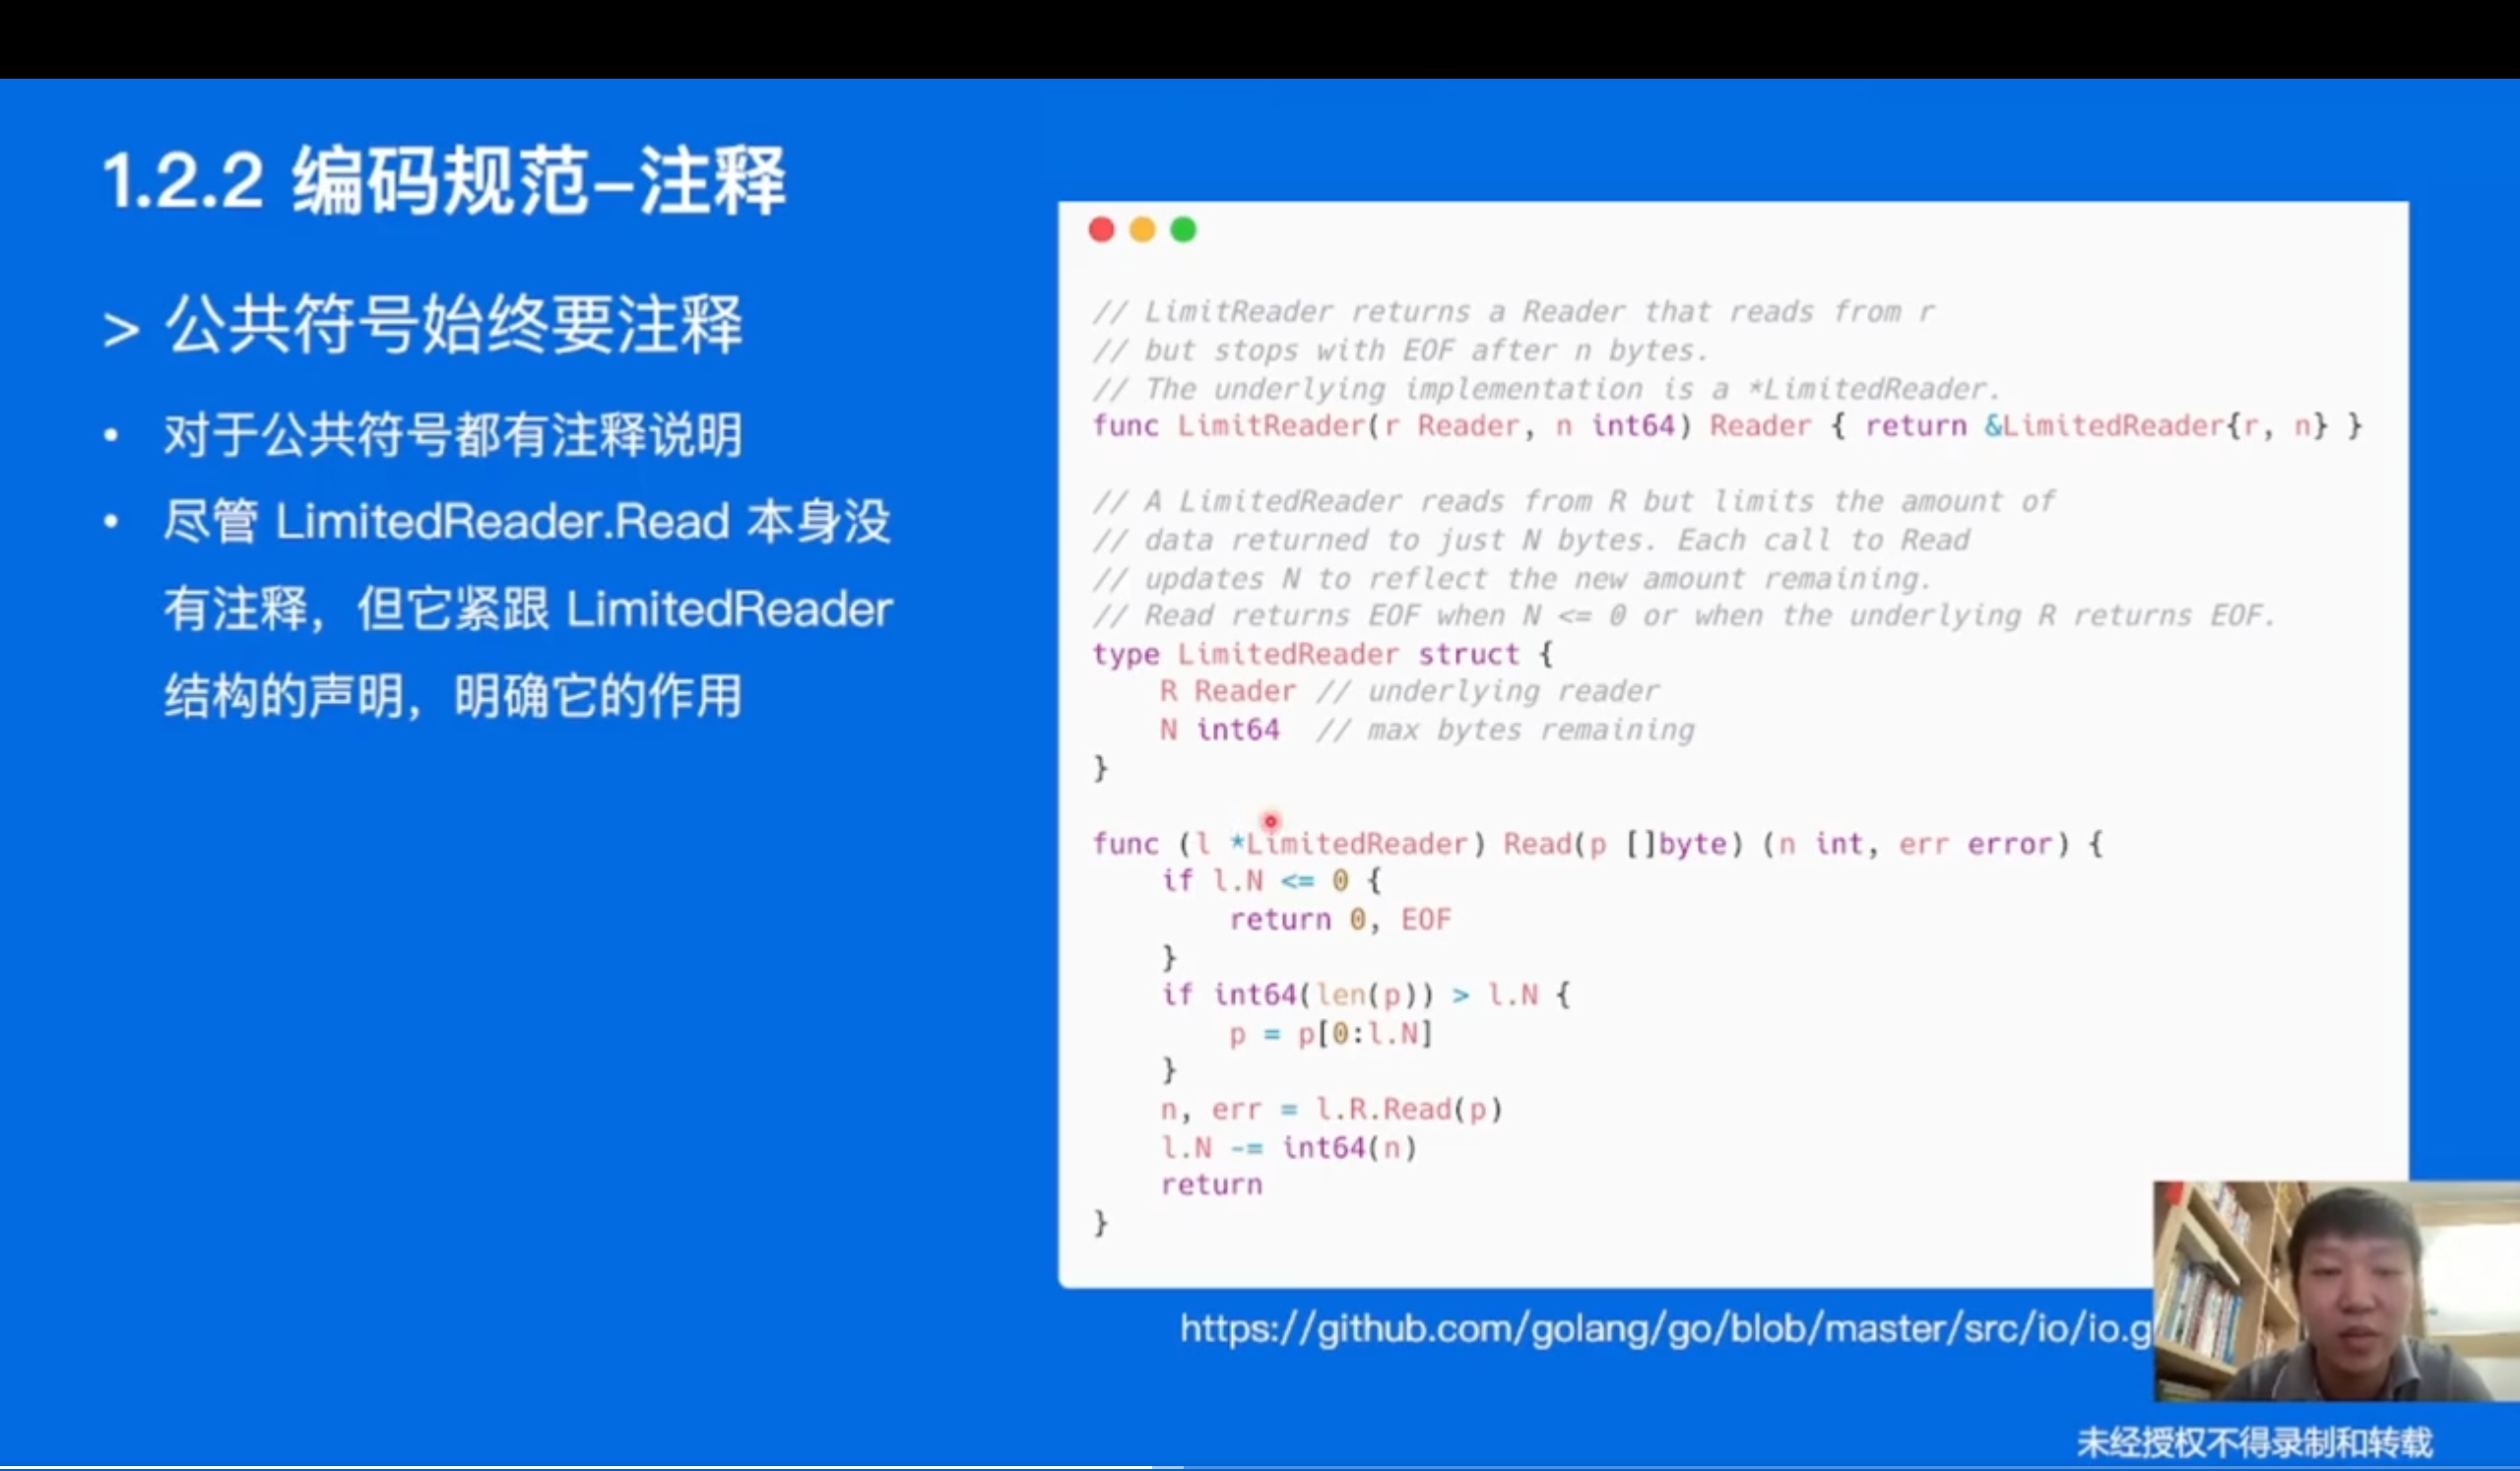 1.2.2 编码规范–注释
> 公共符号始终要注释
• 对于公共符号都有注释说明
• 尽管 LimitedReader.Read 本身没
有注释，但它紧跟 LimitedReader
结构的声明，明确它的作用
// LimitReader returns a Reader that reads from r
// but stops with EOF after n bytes.
// The underlying implementation is a *LimitedReader.
func LimitReader(r Reader, n int64) Reader { return &LimitedReader{r, n} }
// A LimitedReader reads from R but limits the amount of
// data returned to just N bytes. Each call to Read
// updates N to reflect the new amount remaining.
// Read returns EOF when N <= 0 or when the underlying R returns EOF.
type LimitedReader struct {
    R Reader // underlying reader
    N int64  // max bytes remaining
}
func (l *LimitedReader) Read(p []byte) (n int, err error) {
    if l.N <= 0 {
        return 0, EOF
    }
    if int64(len(p)) > l.N {
        p = p[0:l.N]
    }
    n, err = l.R.Read(p)
    l.N -= int64(n)
    return
}
https://github.com/golang/go/blob/master/src/io/io.g
未经授权不得录制和转载